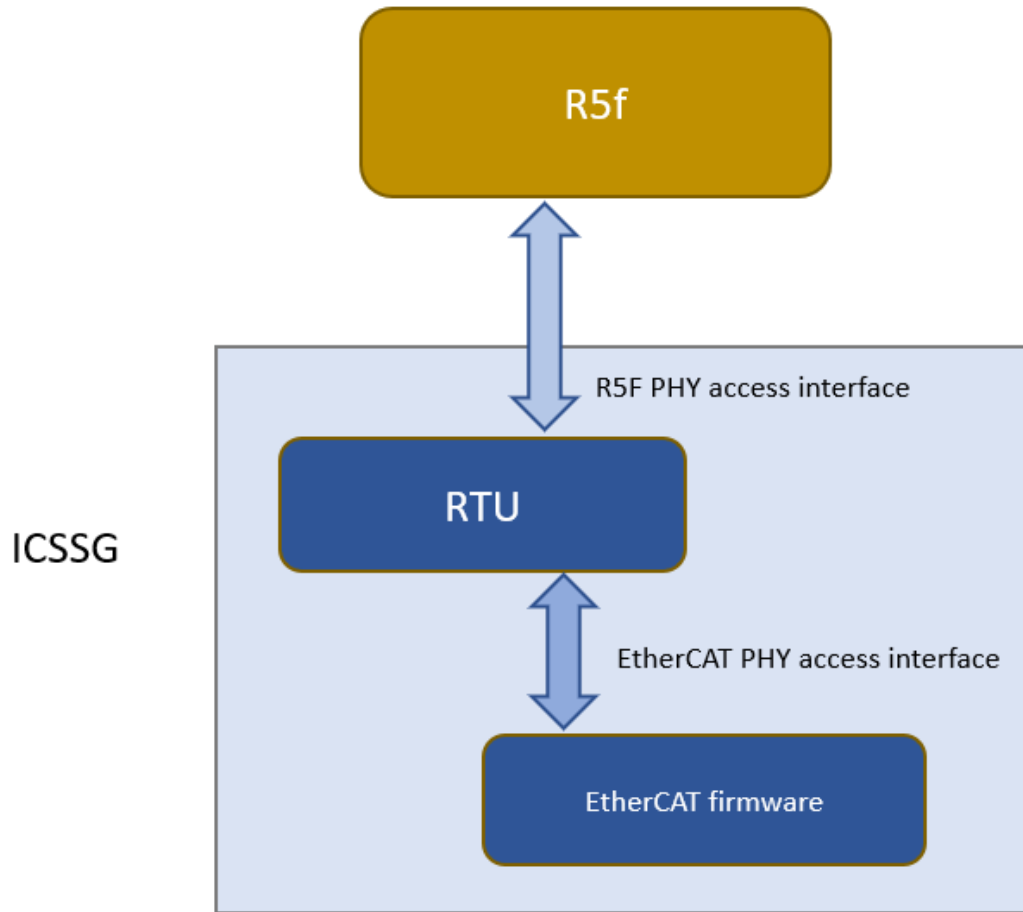 R5f
R5F PHY access interface
RTU
ICSSG
EtherCAT PHY access interface
EtherCAT firmware